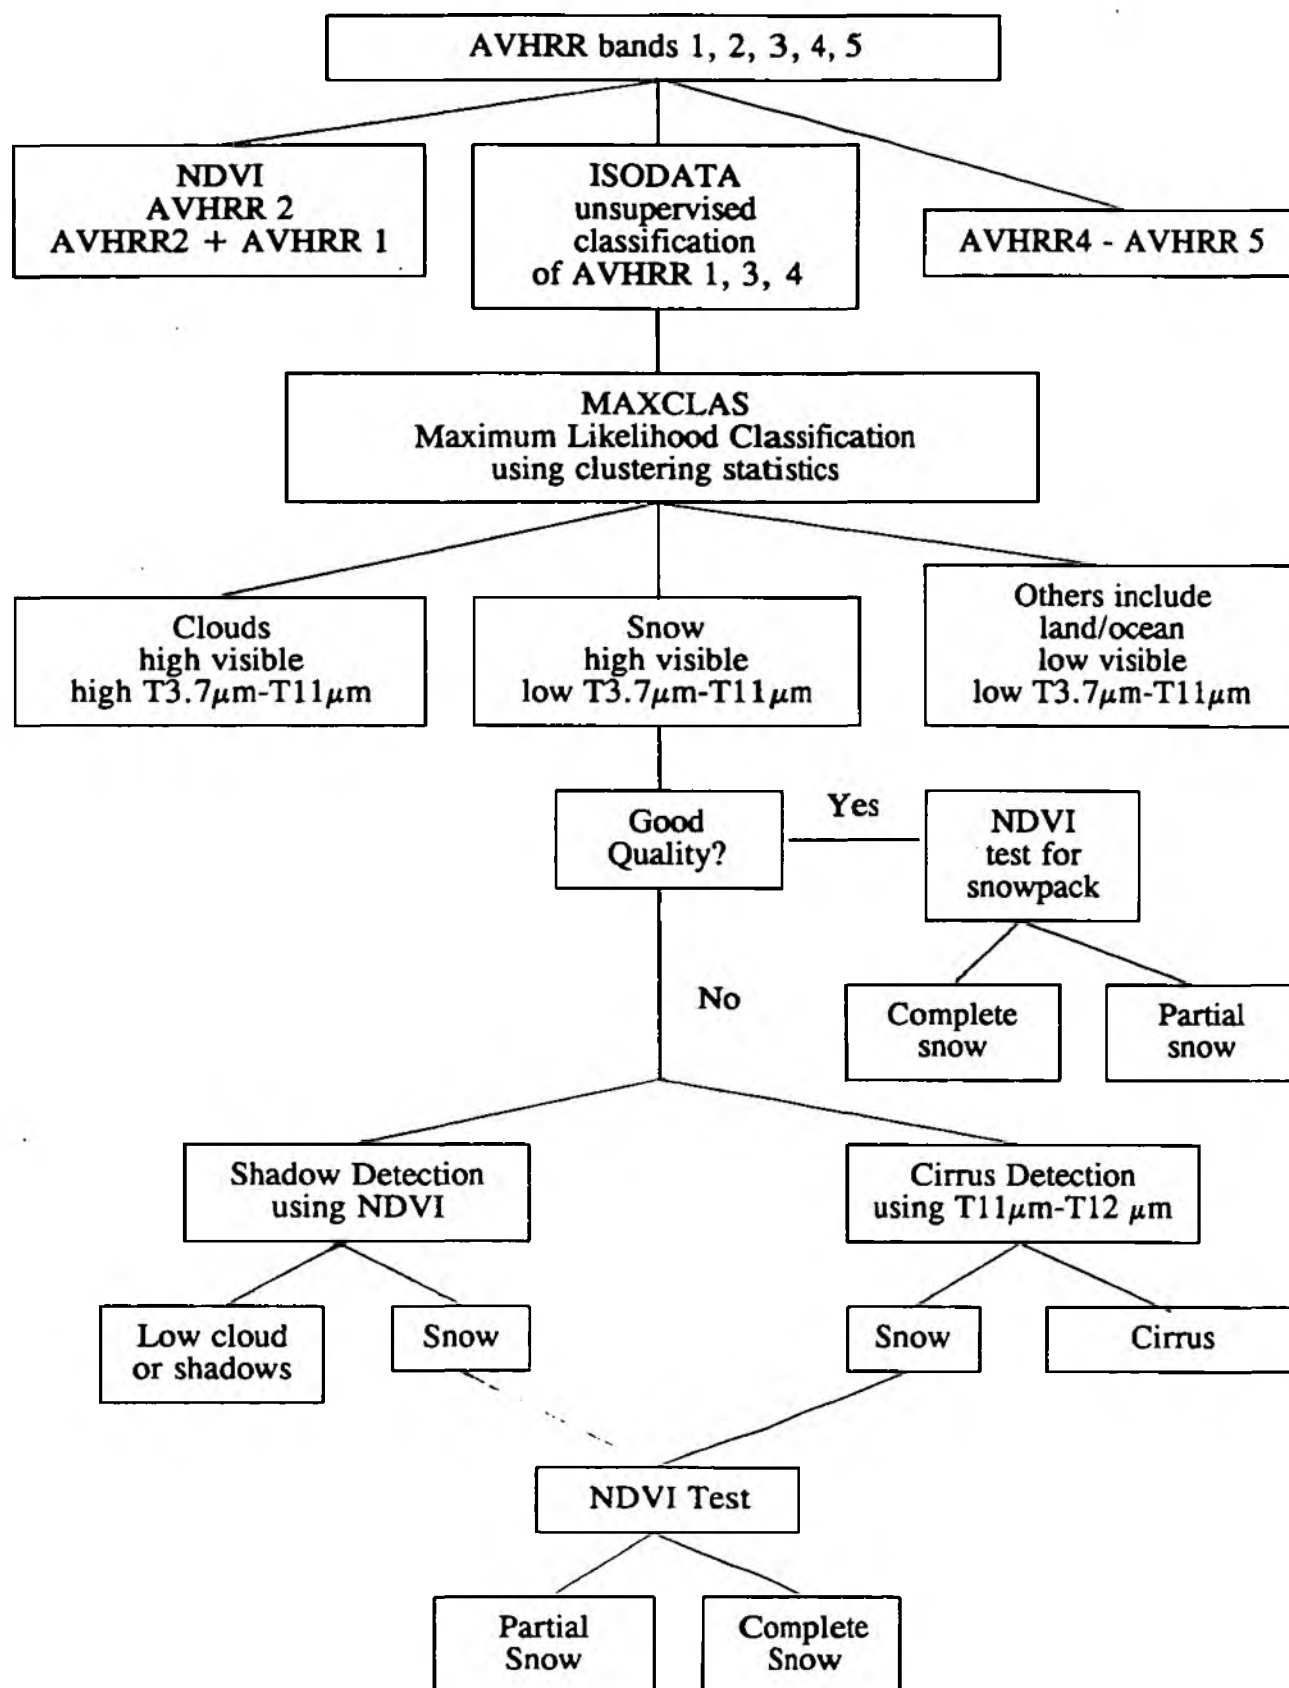 AVHRR bands 1, 2, 3, 4, 5
NDVI
AVHRR 2
AVHRR2 + AVHRR 1
ISODATA
unsupervised
classification
of AVHRR 1, 3, 4
AVHRR4 - AVHRR 5
MAXCLAS
Maximum Likelihood Classification
using clustering statistics
Clouds
high visible
high T3.7μm-T11μm
Snow
high visible
low T3.7μm-T11μm
Others include
land/ocean
low visible
low T3.7μm-T11μm
Good
Quality?
Yes
NDVI
test for
snowpack
No
Complete
snow
Partial
snow
Shadow Detection
using NDVI
Cirrus Detection
using T11μm-T12 μm
Low cloud
or shadows
Snow
Snow
Cirrus
NDVI Test
Partial
Snow
Complete
Snow